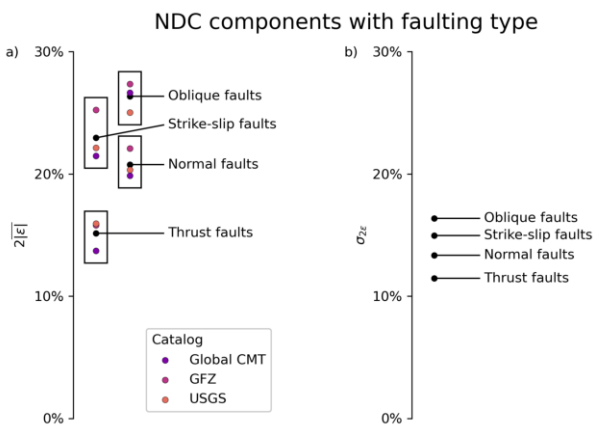 NDC components with faulting type
a)
30%
20%
10%
0%
2|ε|
Oblique faults
Strike-slip faults
Normal faults
Thrust faults
Catalog
Global CMT
GFZ
USGS
b)
30%
20%
10%
0%
σ2ε
Oblique faults
Strike-slip faults
Normal faults
Thrust faults